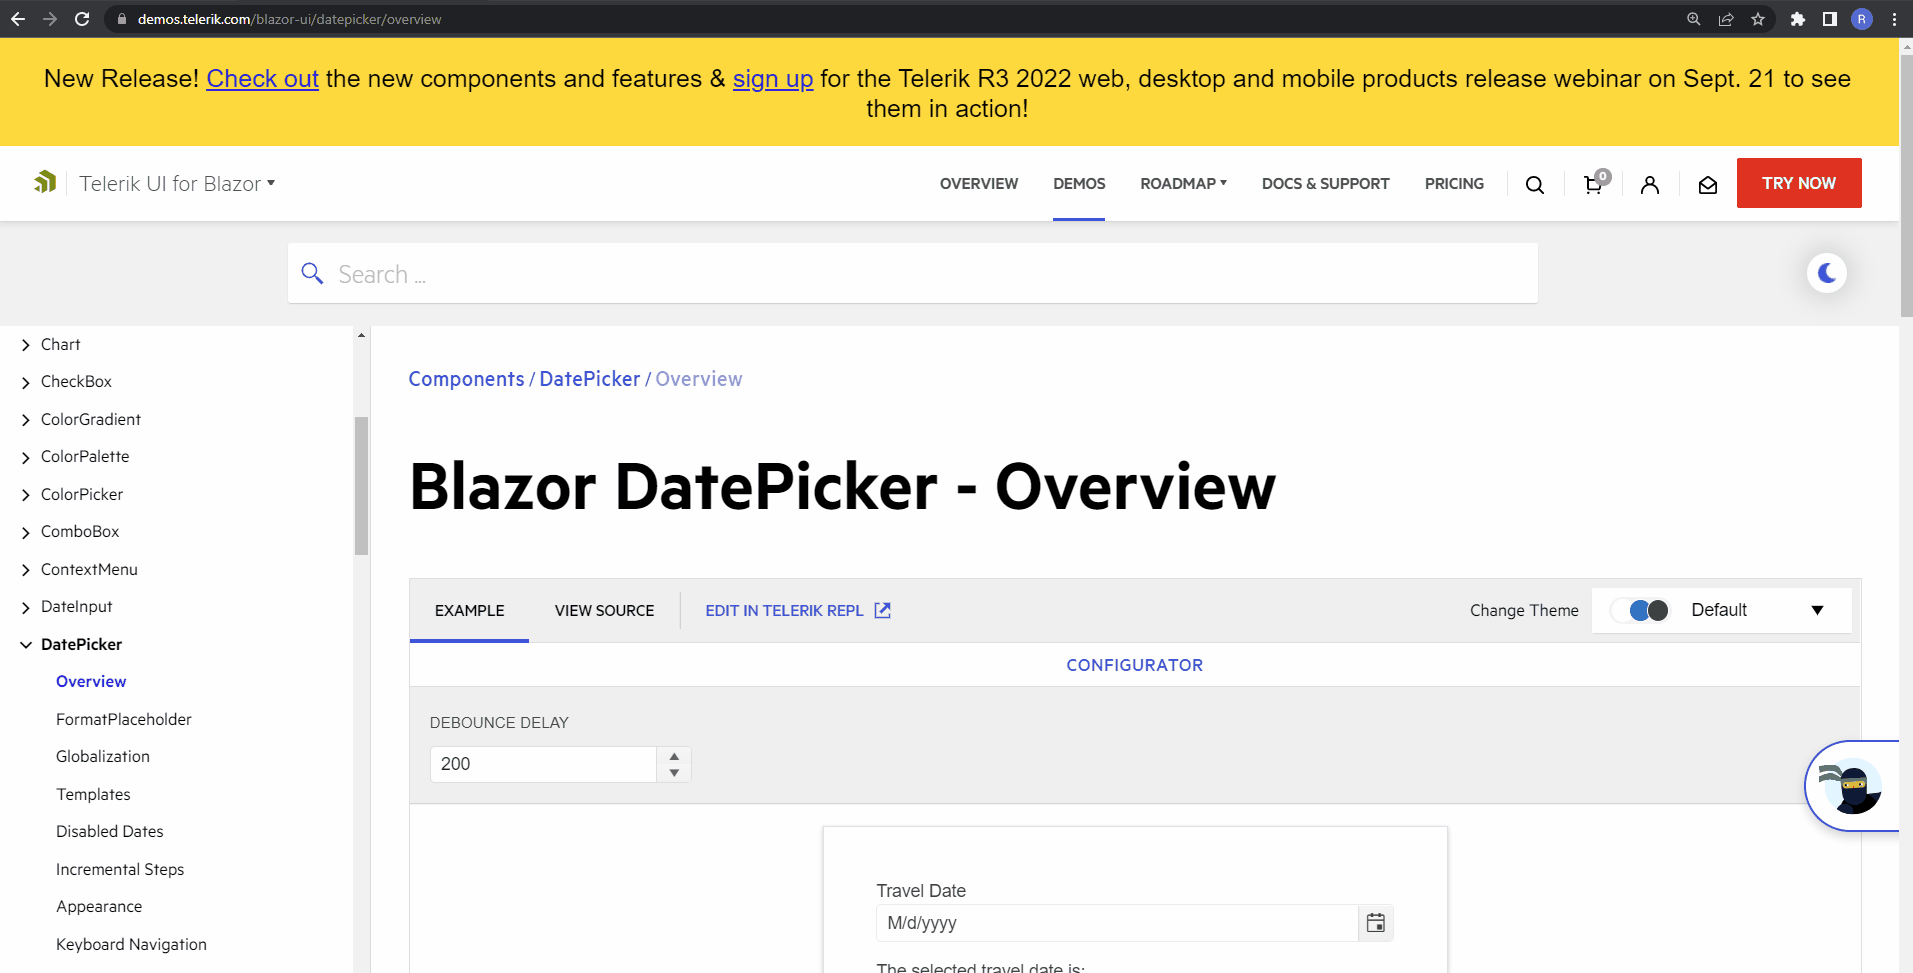 demos.telerik.com/blazor-ui/datepicker/overview
R
New Release! Check out the new components and features & sign up for the Telerik R3 2022 web, desktop and mobile products release webinar on Sept. 21 to see
them in action!
Telerik UI for Blazor
OVERVIEW
DEMOS
ROADMAP
DOCS & SUPPORT
PRICING
0
TRY NOW
Search ...
Chart
CheckBox
ColorGradient
ColorPalette
ColorPicker
ComboBox
ContextMenu
DateInput
DatePicker
Overview
FormatPlaceholder
Globalization
Templates
Disabled Dates
Incremental Steps
Appearance
Keyboard Navigation
Components / DatePicker / Overview
Blazor DatePicker - Overview
EXAMPLE
VIEW SOURCE
EDIT IN TELERIK REPL
Change Theme
Default
CONFIGURATOR
DEBOUNCE DELAY
200
Travel Date
M/d/yyyy
The selected travel date is: